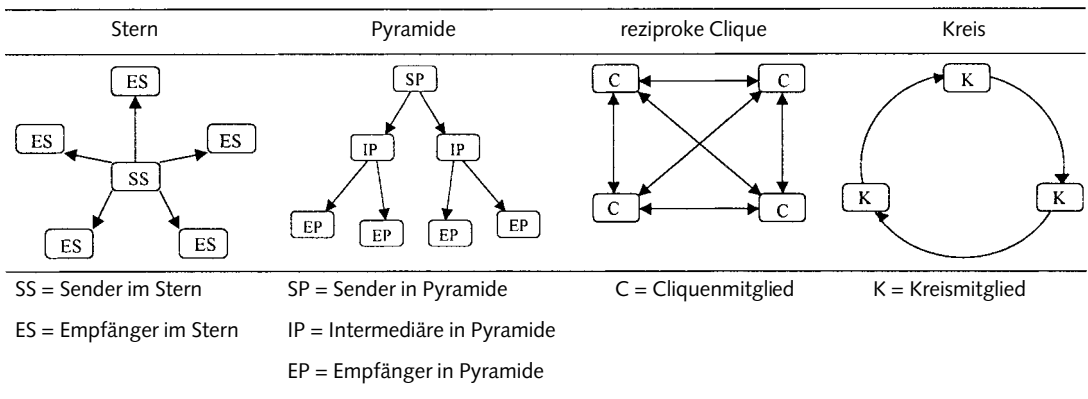 Stern Pyramide reziproke Clique Kreis
ES SP C C K
ES ES IP IP
SS
K K
C C
EP EP EP EP
ES ES
SS = Sender im Stern SP = Sender in Pyramide C = Cliquenmitglied K = Kreismitglied
ES = Empfänger im Stern IP = Intermediäre in Pyramide
EP = Empfänger in Pyramide